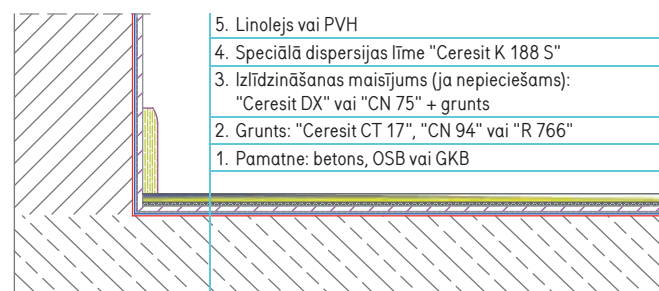 5. Linolejs vai PVH
4. Speciālā dispersijas līme "Ceresit K 188 S"
3. Izlīdzināšanas maisījums (ja nepieciešams):
"Ceresit DX" vai "CN 75" + grunts
2. Grunts: "Ceresit CT 17", "CN 94" vai "R 766"
1. Pamatne: betons, OSB vai GKB